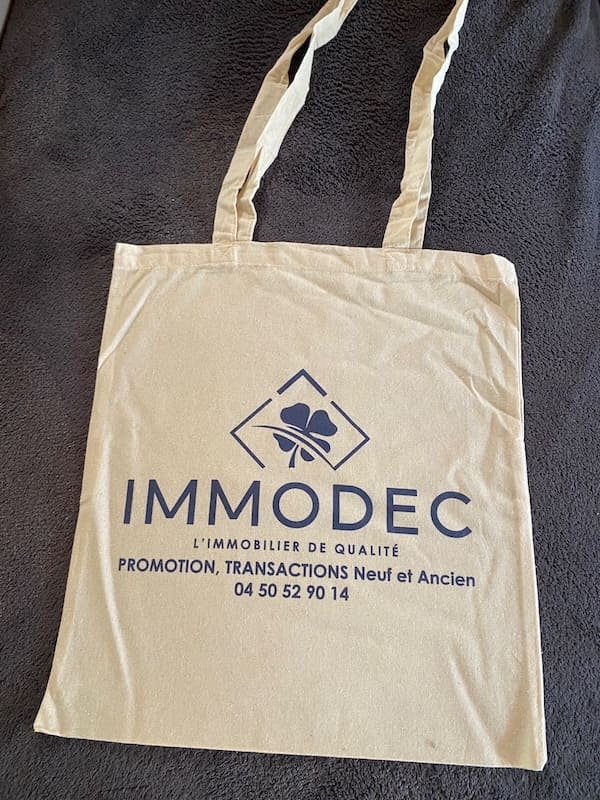 IMMODEC
L'IMMOBILIER DE QUALITÉ
PROMOTION, TRANSACTIONS Neuf et Ancien
04 50 52 90 14